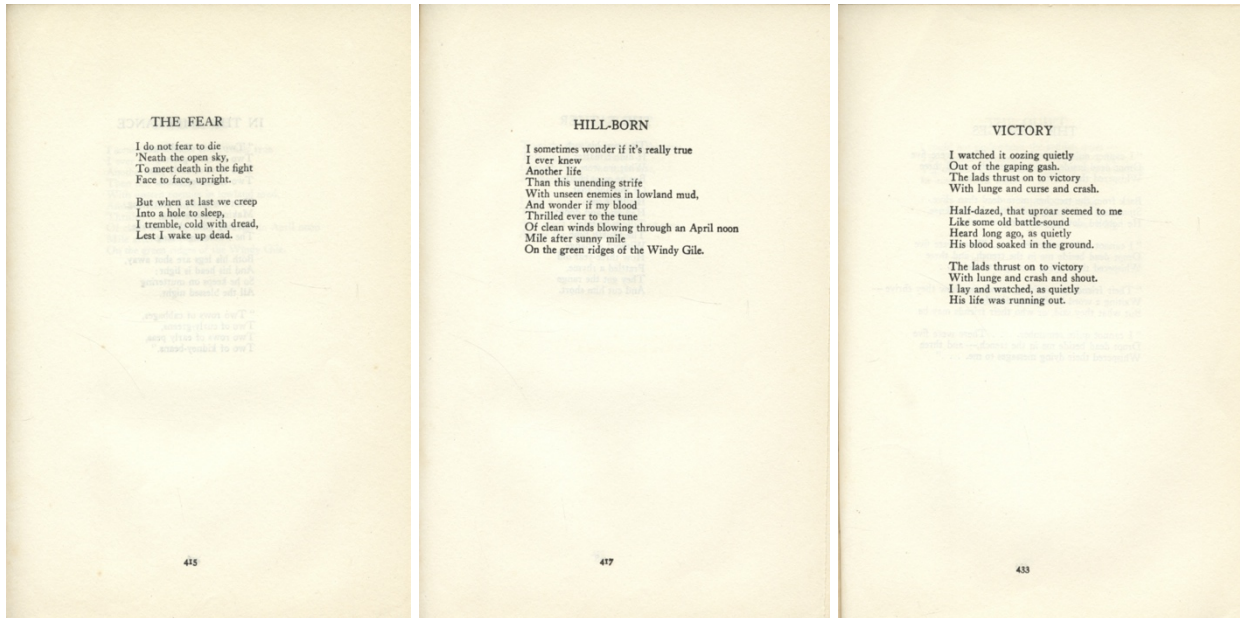 THE FEAR
I do not fear to die
'Neath the open sky,
To meet death in the fight
Face to face, upright.
But when at last we creep
Into a hole to sleep,
I tremble, cold with dread,
Lest I wake up dead.
415
HILL-BORN
I sometimes wonder if it's really true
I ever knew
Another life
Than this unending strife
With unseen enemies in lowland mud,
And wonder if my blood
Thrilled ever to the tune
Of clean winds blowing through an April noon
Mile after sunny mile
On the green ridges of the Windy Gile.
417
VICTORY
I watched it oozing quietly
Out of the gaping gash.
The lads thrust on to victory
With lunge and curse and crash.
Half-dazed, that uproar seemed to me
Like some old battle-sound
Heard long ago, as quietly
His blood soaked in the ground.
The lads thrust on to victory
With lunge and crash and shout.
I lay and watched, as quietly
His life was running out.
433